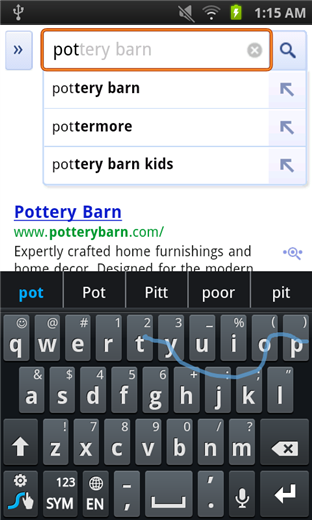 1:15 AM
»
pottery barn
pottery barn
pottermore
pottery barn kids
Pottery Barn
www.potterybarn.com/
Expertly crafted home furnishings and
home decor. Designed for the modern
pot Pot Pitt poor pit
@ # 1 2 3 _ % ( )
q w e r t y u i o p
& $ 4 5 6 + : ; "
a s d f g h j k l
7 8 9 0
z x c v b n m
123
SYM EN , - ' .